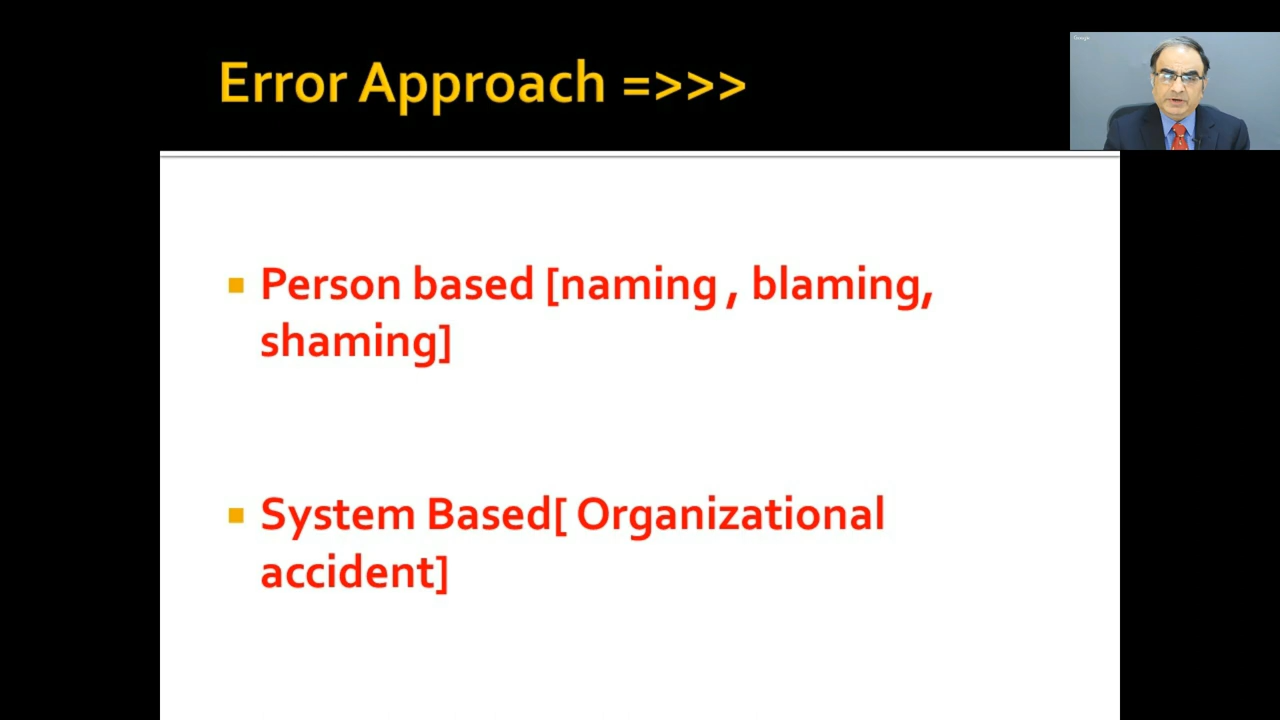 Error Approach =>>>
Person based [naming , blaming,
shaming]
System Based[ Organizational
accident]